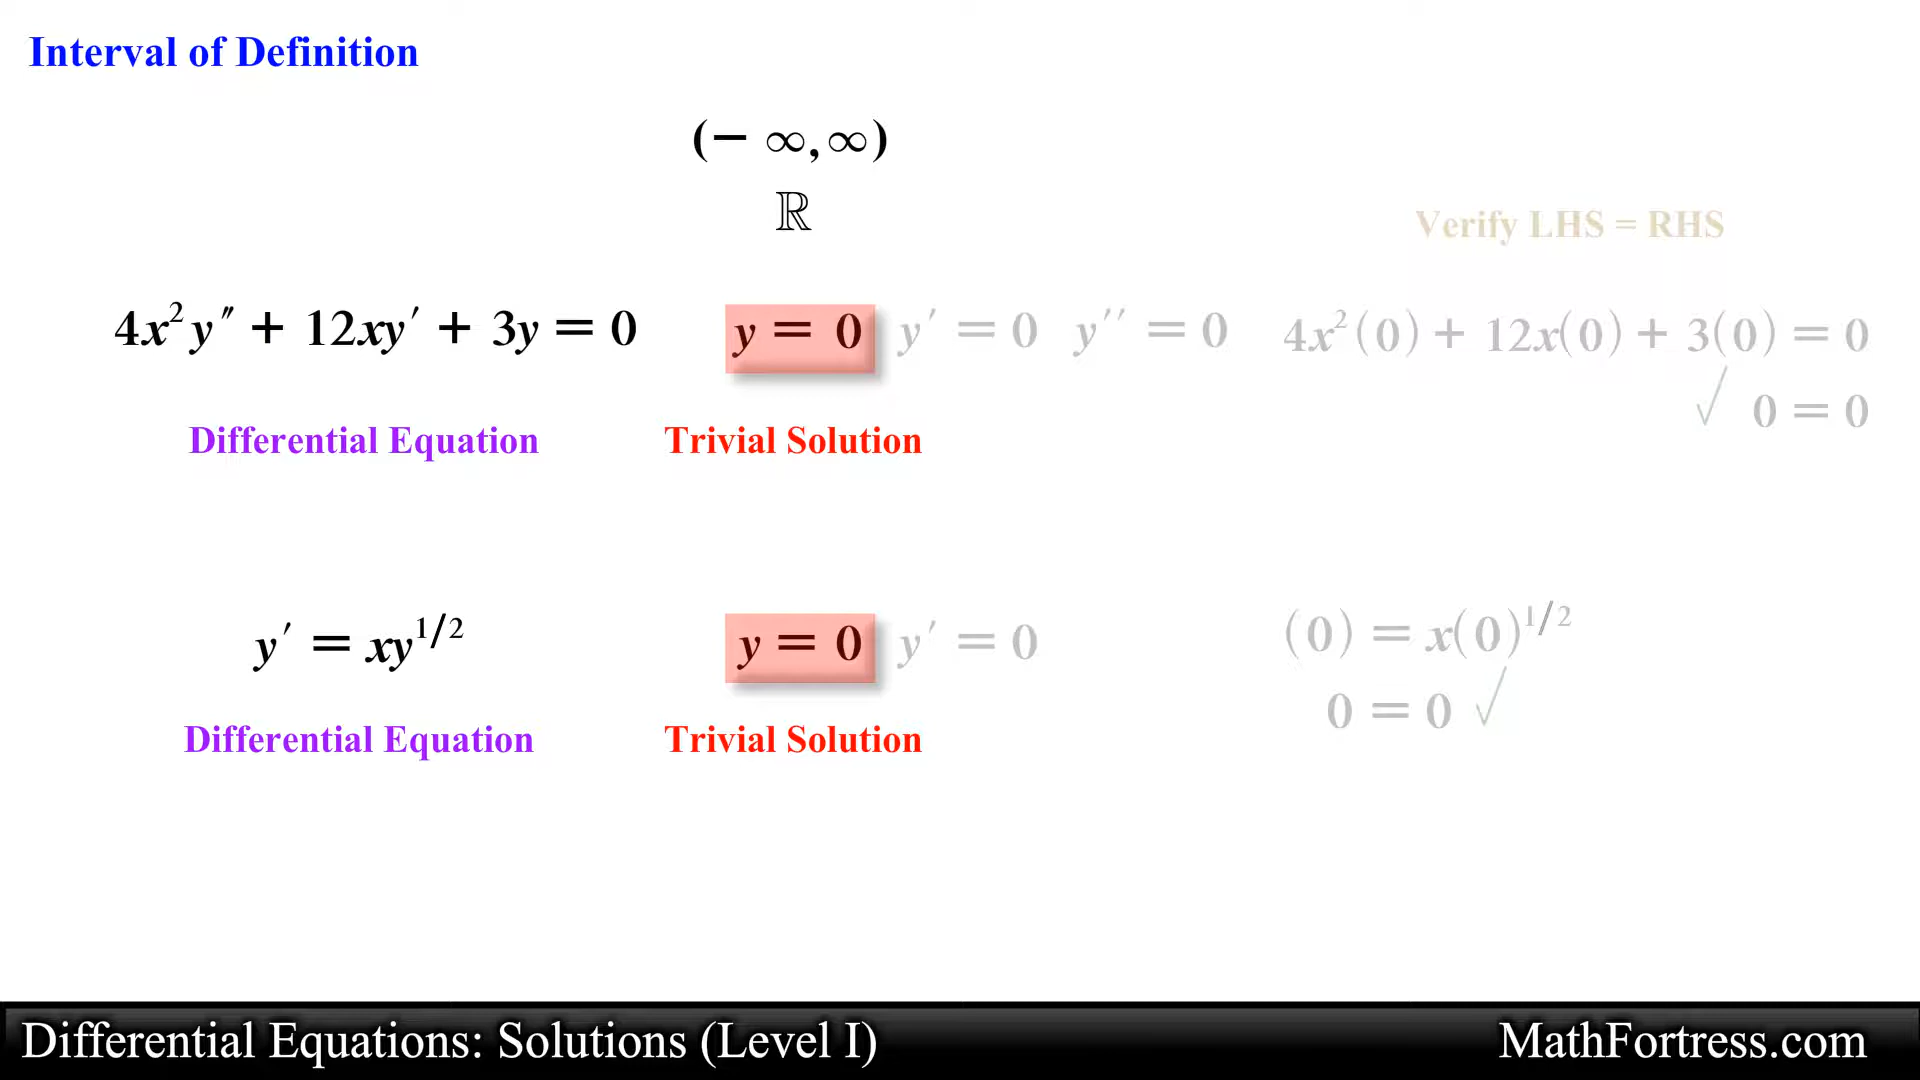 Interval of Definition
(− ∞, ∞)
ℝ
Verify LHS = RHS
4x²y″ + 12xy′ + 3y = 0 y = 0 y′ = 0 y′′ = 0 4x²(0) + 12x(0) + 3(0) = 0
√ 0 = 0
Differential Equation Trivial Solution
y′ = xy^1/2 y = 0 y′ = 0 (0) = x(0)^1/2
0 = 0 √
Differential Equation Trivial Solution
Differential Equations: Solutions (Level I) MathFortress.com